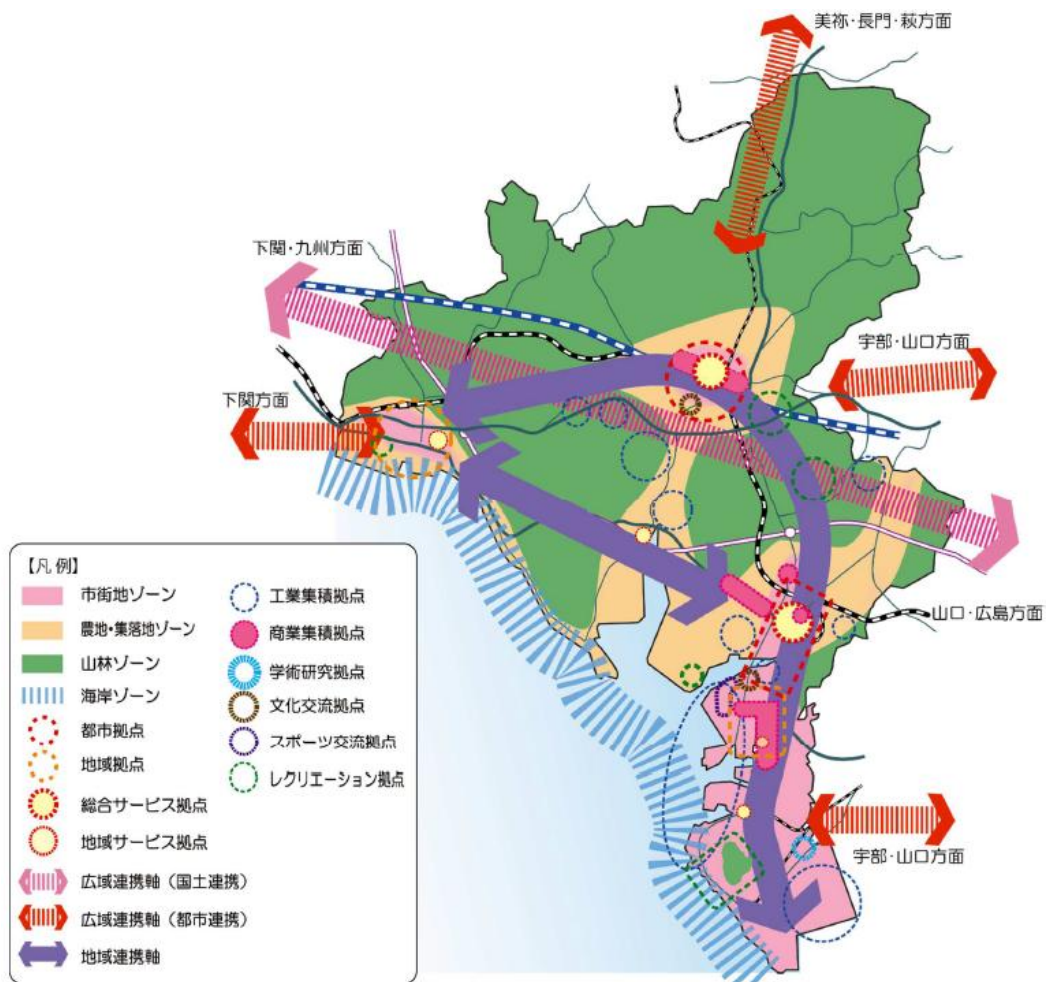 美祢・長門・萩方面
下関・九州方面
宇部・山口方面
下関方面
山口・広島方面
宇部・山口方面
【凡例】
市街地ゾーン
農地・集落地ゾーン
山林ゾーン
海岸ゾーン
都市拠点
地域拠点
総合サービス拠点
地域サービス拠点
広域連携軸（国土連携）
広域連携軸（都市連携）
地域連携軸
工業集積拠点
商業集積拠点
学術研究拠点
文化交流拠点
スポーツ交流拠点
レクリエーション拠点